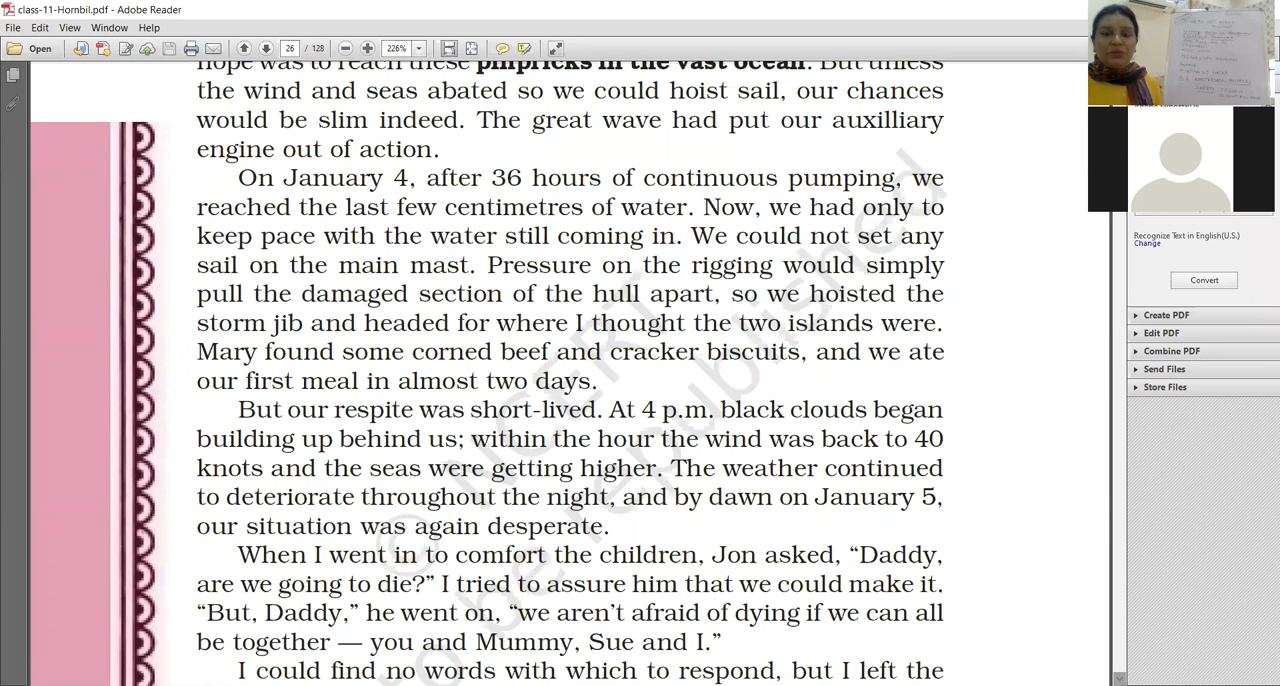 class-11-Hornbil.pdf - Adobe Reader
File Edit View Window Help
Open 26 / 128 226%
hope was to reach these pinpricks in the vast ocean. But unless
the wind and seas abated so we could hoist sail, our chances
would be slim indeed. The great wave had put our auxilliary
engine out of action.
On January 4, after 36 hours of continuous pumping, we
reached the last few centimetres of water. Now, we had only to
keep pace with the water still coming in. We could not set any
sail on the main mast. Pressure on the rigging would simply
pull the damaged section of the hull apart, so we hoisted the
storm jib and headed for where I thought the two islands were.
Mary found some corned beef and cracker biscuits, and we ate
our first meal in almost two days.
But our respite was short-lived. At 4 p.m. black clouds began
building up behind us; within the hour the wind was back to 40
knots and the seas were getting higher. The weather continued
to deteriorate throughout the night, and by dawn on January 5,
our situation was again desperate.
When I went in to comfort the children, Jon asked, “Daddy,
are we going to die?” I tried to assure him that we could make it.
“But, Daddy,” he went on, “we aren’t afraid of dying if we can all
be together — you and Mummy, Sue and I.”
I could find no words with which to respond, but I left the
© NCERT
to be republished
Recognize Text in English(U.S.)
Change
Convert
Create PDF
Edit PDF
Combine PDF
Send Files
Store Files